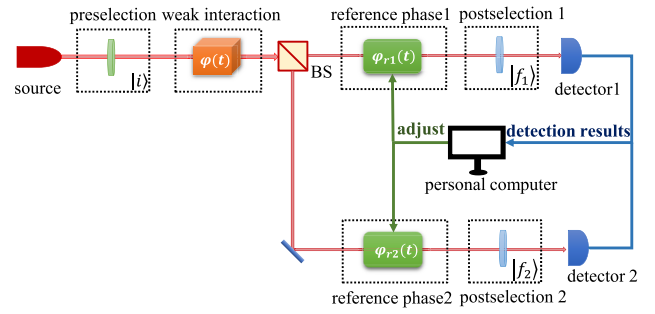 preselection weak interaction
reference phase1
postselection 1
φ(t)
φr1(t)
|i⟩
|f1⟩
source
BS
detector1
adjust
detection results
personal computer
φr2(t)
|f2⟩
detector 2
reference phase2
postselection 2